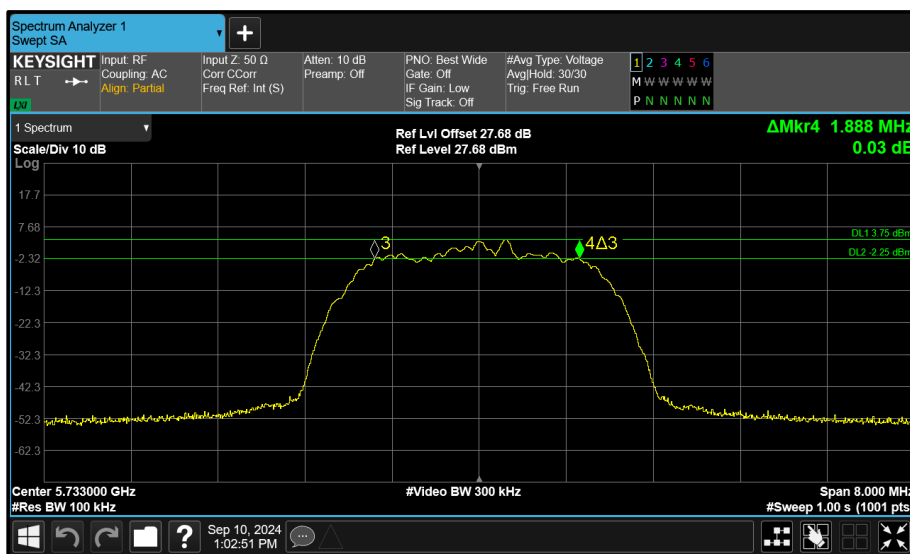 Spectrum Analyzer 1
Swept SA
KEYSIGHT
R L T
LXI
Input: RF
Coupling: AC
Align: Partial
Input Z: 50 Ω
Corr CCorr
Freq Ref: Int (S)
Atten: 10 dB
Preamp: Off
PNO: Best Wide
Gate: Off
IF Gain: Low
Sig Track: Off
#Avg Type: Voltage
Avg|Hold: 30/30
Trig: Free Run
1 2 3 4 5 6
M W W W W W
P N N N N N
1 Spectrum
Scale/Div 10 dB
Ref Lvl Offset 27.68 dB
Ref Level 27.68 dBm
ΔMkr4 1.888 MHz
0.03 dB
Log
17.7
7.68
-2.32
-12.3
-22.3
-32.3
-42.3
-52.3
-62.3
3
4Δ3
DL1 3.75 dBm
DL2 -2.25 dBm
Center 5.733000 GHz
#Res BW 100 kHz
#Video BW 300 kHz
Span 8.000 MHz
#Sweep 1.00 s (1001 pts
?
Sep 10, 2024
1:02:51 PM